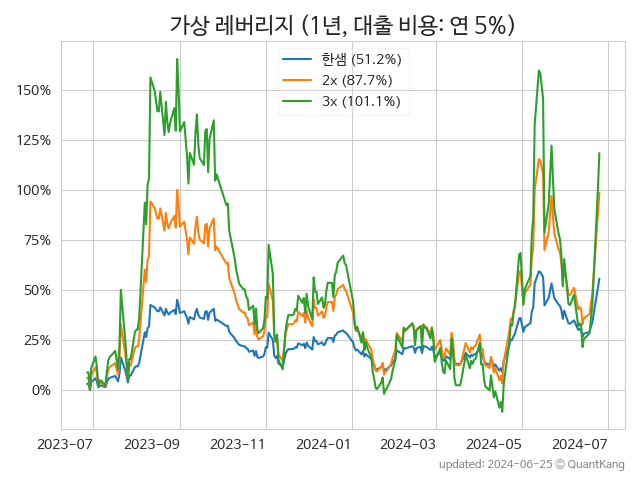 가상 레버리지 (1년, 대출 비용: 연 5%)
한샘 (51.2%)
2x (87.7%)
3x (101.1%)
150%
125%
100%
75%
50%
25%
0%
2023-07 2023-09 2023-11 2024-01 2024-03 2024-05 2024-07
updated: 2024-06-25 © QuantKang